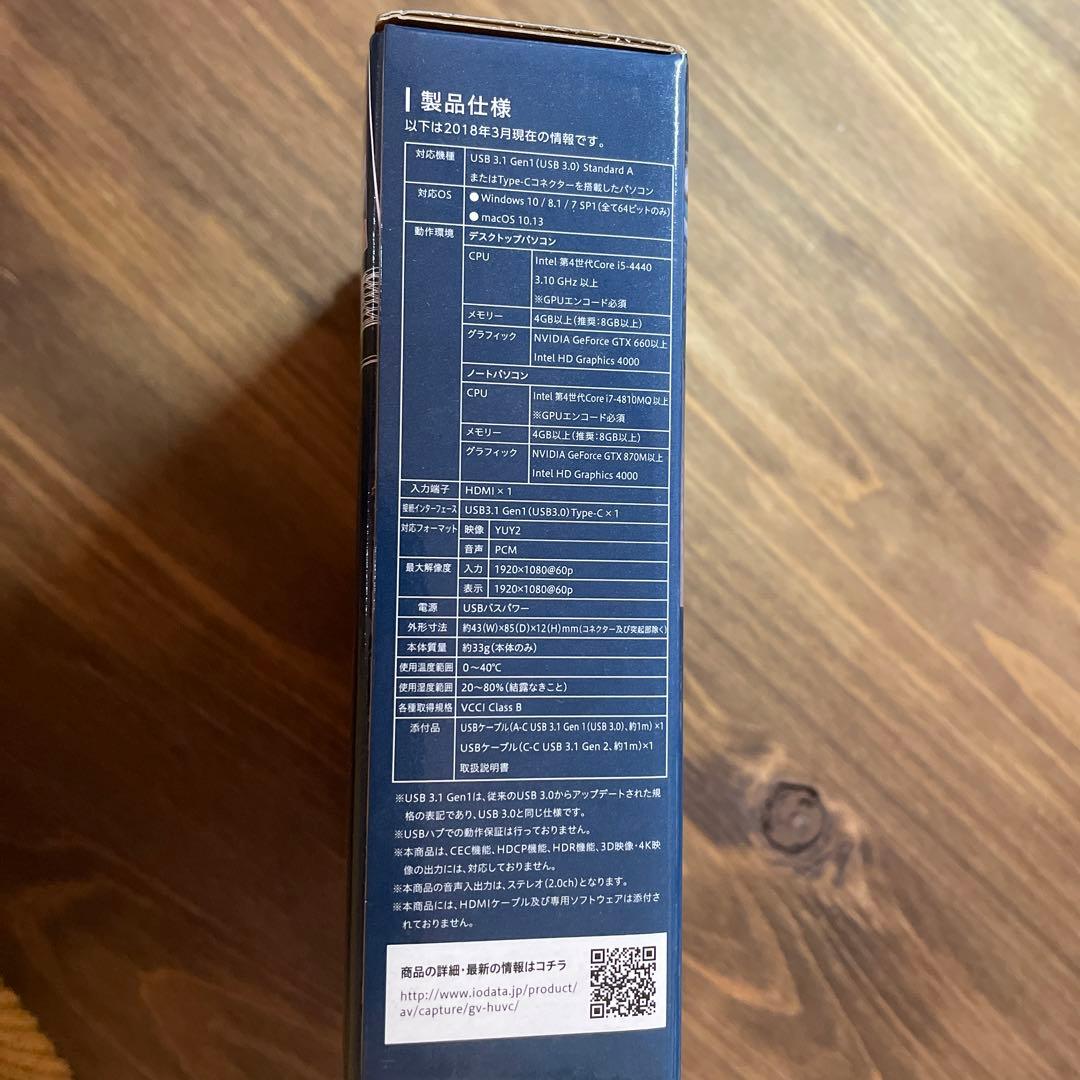 製品仕様
以下は2018年3月現在の情報です。
対応機種 USB 3.1 Gen1(USB 3.0) Standard A
またはType-Cコネクターを搭載したパソコン
対応OS ●Windows 10 / 8.1 / 7 SP1(全て64ビットのみ)
●macOS 10.13
動作環境 デスクトップパソコン
CPU Intel 第4世代Core i5-4440
3.10 GHz 以上
※GPUエンコード必須
メモリー 4GB以上(推奨:8GB以上)
グラフィック NVIDIA GeForce GTX 660以上
Intel HD Graphics 4000
ノートパソコン
CPU Intel 第4世代Core i7-4810MQ以上
※GPUエンコード必須
メモリー 4GB以上(推奨:8GB以上)
グラフィック NVIDIA GeForce GTX 870M以上
Intel HD Graphics 4000
入力端子 HDMI×1
接続インターフェース USB3.1 Gen1(USB3.0)Type-C×1
対応フォーマット 映像 YUY2
音声 PCM
最大解像度 入力 1920×1080@60p
表示 1920×1080@60p
電源 USBバスパワー
外形寸法 約43(W)×85(D)×12(H)mm(コネクター及び突起部除く)
本体質量 約33g(本体のみ)
使用温度範囲 0~40℃
使用湿度範囲 20~80%(結露なきこと)
各種取得規格 VCCI Class B
添付品 USBケーブル(A-C USB 3.1 Gen 1(USB 3.0)、約1m)×1
USBケーブル(C-C USB 3.1 Gen 2、約1m)×1
取扱説明書
※USB 3.1 Gen1は、従来のUSB 3.0からアップデートされた規
格の表記であり、USB 3.0と同じ仕様です。
※USBハブでの動作保証は行っておりません。
※本商品は、CEC機能、HDCP機能、HDR機能、3D映像・4K映
像の出力には、対応しておりません。
※本商品の音声入出力は、ステレオ(2.0ch)となります。
※本商品には、HDMIケーブル及び専用ソフトウェアは添付さ
れておりません。
商品の詳細・最新の情報はコチラ
http://www.iodata.jp/product/
av/capture/gv-huvc/